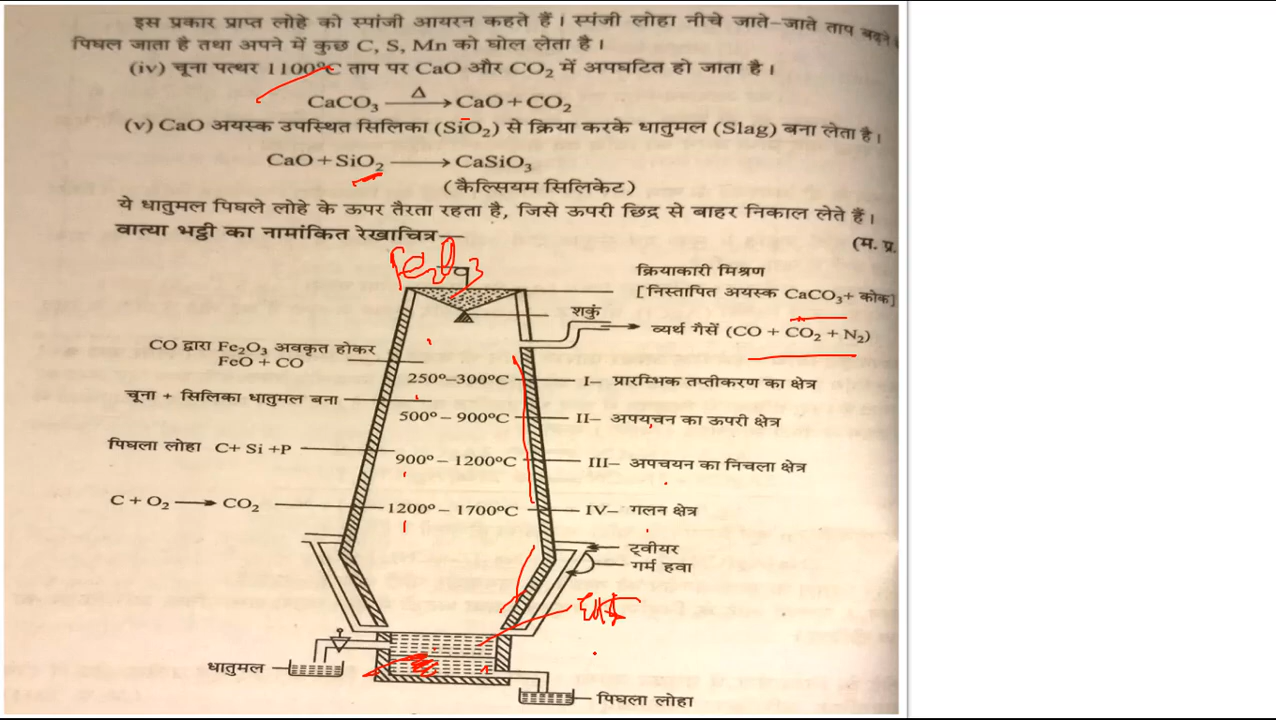 इस प्रकार प्राप्त लोहे को स्पांजी आयरन कहते हैं। स्पंजी लोहा नीचे जाते-जाते ताप बढ़ने
पिघल जाता है तथा अपने में कुछ C, S, Mn को घोल लेता है।
(iv) चूना पत्थर 1100°C ताप पर CaO और CO₂ में अपघटित हो जाता है।
CaCO₃ —Δ→ CaO + CO₂
(v) CaO अयस्क उपस्थित सिलिका (SiO₂) से क्रिया करके धातुमल (Slag) बना लेता है।
CaO + SiO₂ ⟶ CaSiO₃
(कैल्सियम सिलिकेट)
ये धातुमल पिघले लोहे के ऊपर तैरता रहता है, जिसे ऊपरी छिद्र से बाहर निकाल लेते हैं।
वात्या भट्ठी का नामांकित रेखाचित्र—
(म. प्र.
Fe₂O₃
क्रियाकारी मिश्रण
[निस्तापित अयस्क CaCO₃+ कोक]
शकुं
व्यर्थ गैसें (CO + CO₂ + N₂)
CO द्वारा Fe₂O₃ अवकृत होकर
FeO + CO
250°–300°C
I– प्रारम्भिक तप्तीकरण का क्षेत्र
चूना + सिलिका धातुमल बना
500° – 900°C
II– अपयचन का ऊपरी क्षेत्र
पिघला लोहा C+ Si +P
900° – 1200°C
III– अपचयन का निचला क्षेत्र
C + O₂ ⟶ CO₂
1200° – 1700°C
IV– गलन क्षेत्र
ट्वीयर
गर्म हवा
धातुमल
पिघला लोहा